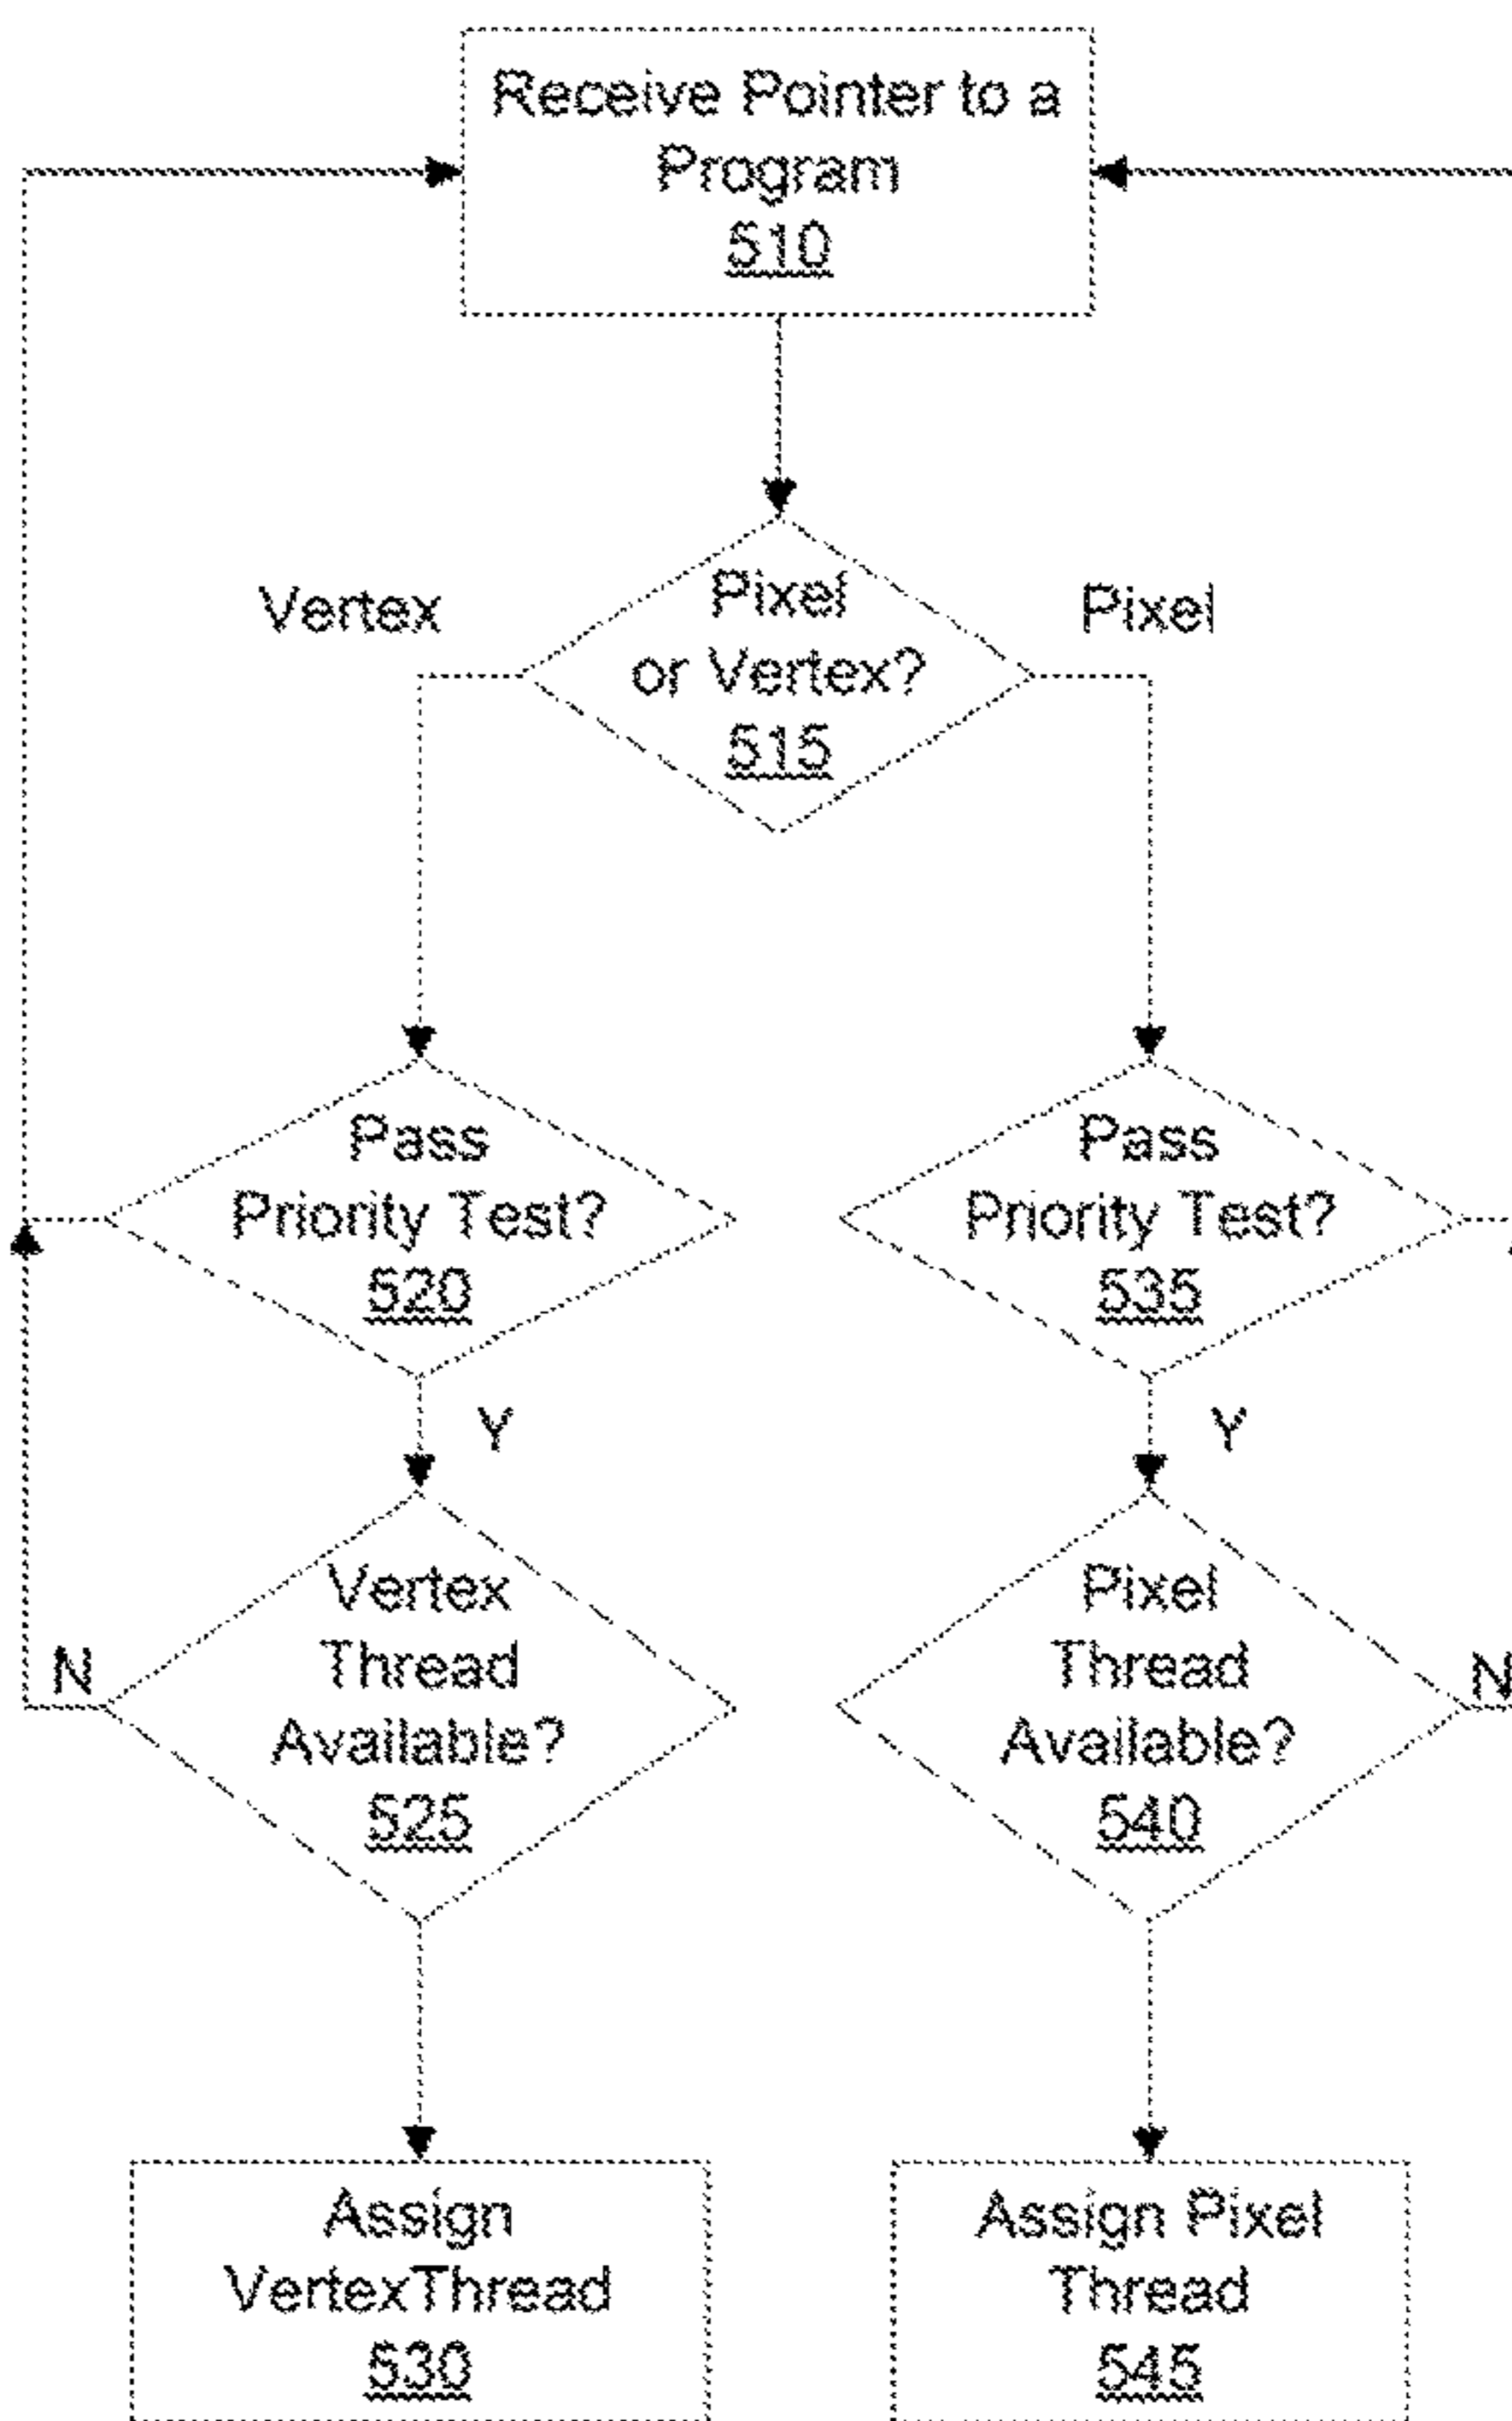 Receive Pointer to a
Program
510
Vertex
Pixel
or Vertex?
515
Pixel
Pass
Priority Test?
520
Pass
Priority Test?
535
Y
Y
Vertex
Thread
Available?
525
N
Pixel
Thread
Available?
540
N
Assign
VertexThread
530
Assign Pixel
Thread
545